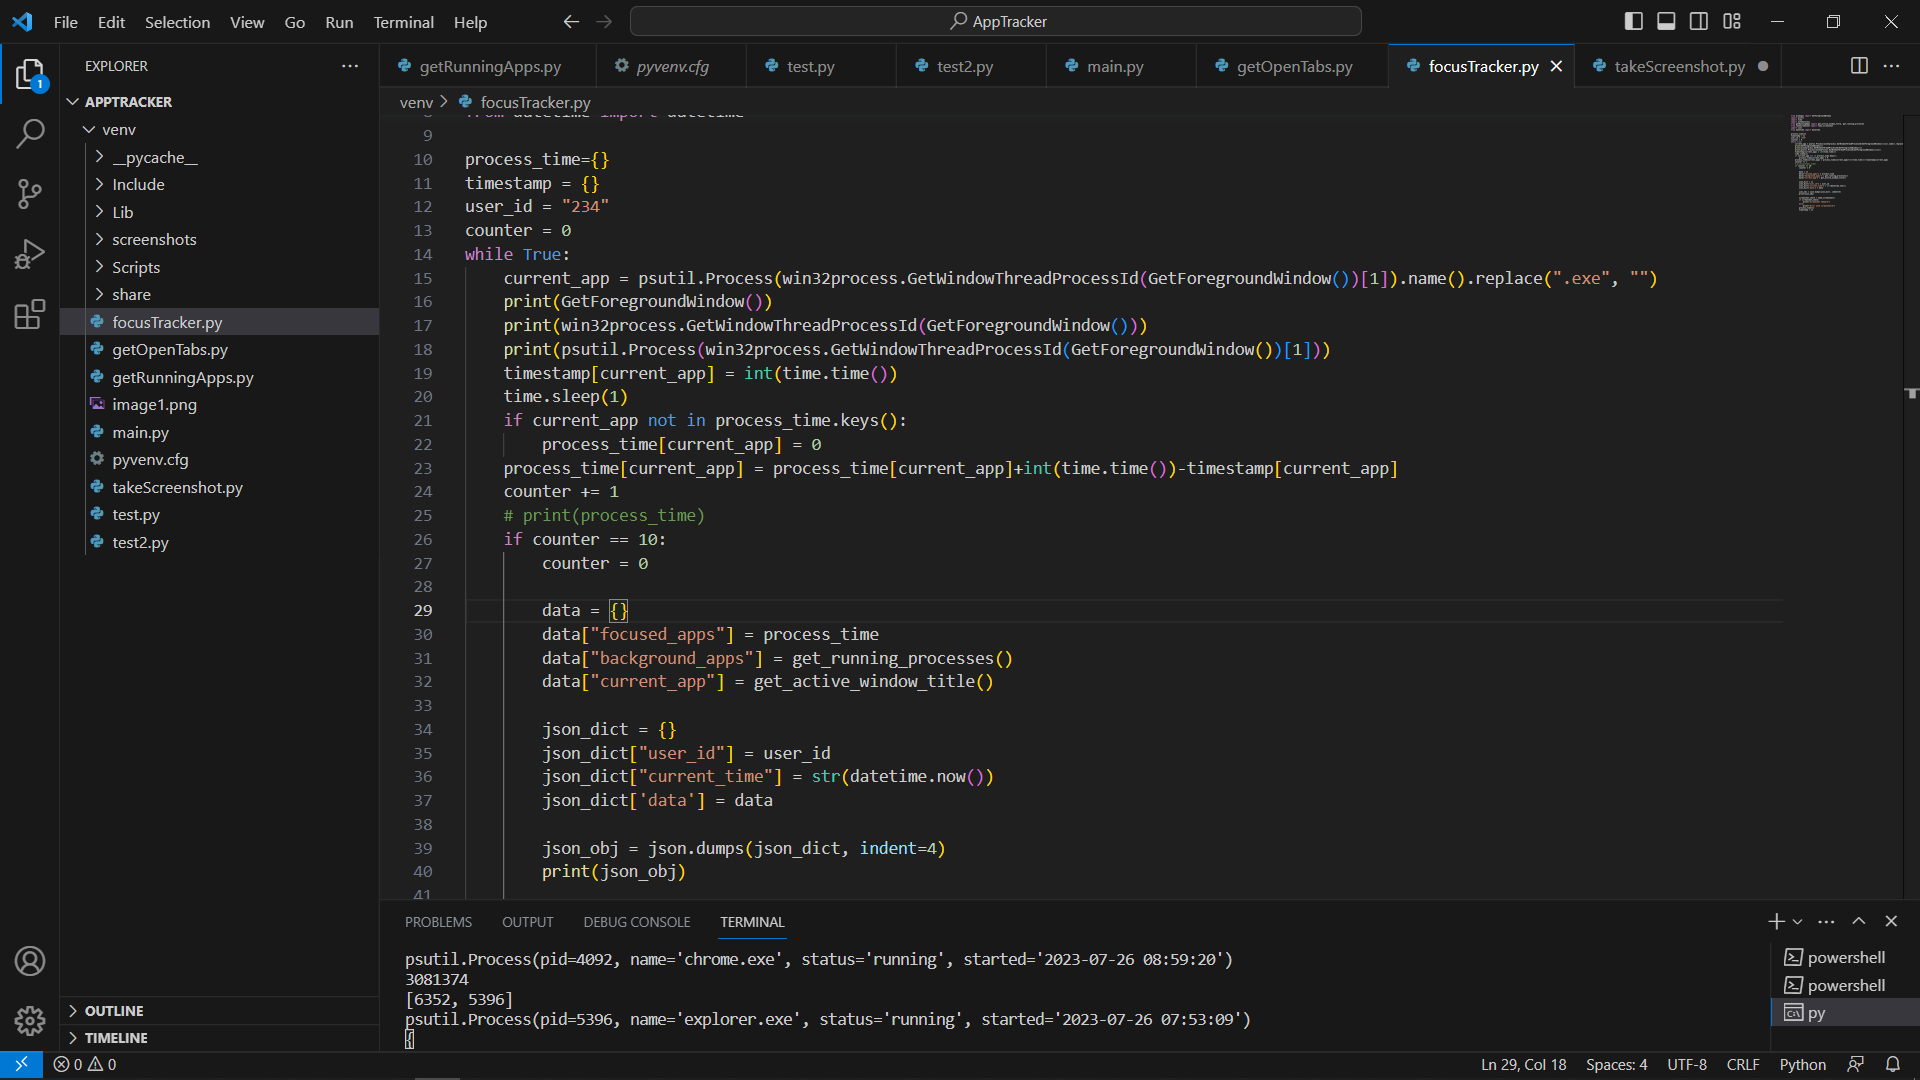 File Edit Selection View Go Run Terminal Help
AppTracker
EXPLORER
getRunningApps.py
pyvenv.cfg
test.py
test2.py
main.py
getOpenTabs.py
focusTracker.py
takeScreenshot.py
1
APPTRACKER
venv
__pycache__
Include
Lib
screenshots
Scripts
share
focusTracker.py
getOpenTabs.py
getRunningApps.py
image1.png
main.py
pyvenv.cfg
takeScreenshot.py
test.py
test2.py
OUTLINE
TIMELINE
venv > focusTracker.py
8 from datetime import datetime
9
10 process_time={}
11 timestamp = {}
12 user_id = "234"
13 counter = 0
14 while True:
15 current_app = psutil.Process(win32process.GetWindowThreadProcessId(GetForegroundWindow())[1]).name().replace(".exe", "")
16 print(GetForegroundWindow())
17 print(win32process.GetWindowThreadProcessId(GetForegroundWindow()))
18 print(psutil.Process(win32process.GetWindowThreadProcessId(GetForegroundWindow())[1]))
19 timestamp[current_app] = int(time.time())
20 time.sleep(1)
21 if current_app not in process_time.keys():
22 process_time[current_app] = 0
23 process_time[current_app] = process_time[current_app]+int(time.time())-timestamp[current_app]
24 counter += 1
25 # print(process_time)
26 if counter == 10:
27 counter = 0
28
29 data = {}
30 data["focused_apps"] = process_time
31 data["background_apps"] = get_running_processes()
32 data["current_app"] = get_active_window_title()
33
34 json_dict = {}
35 json_dict["user_id"] = user_id
36 json_dict["current_time"] = str(datetime.now())
37 json_dict['data'] = data
38
39 json_obj = json.dumps(json_dict, indent=4)
40 print(json_obj)
41
PROBLEMS OUTPUT DEBUG CONSOLE TERMINAL
psutil.Process(pid=4092, name='chrome.exe', status='running', started='2023-07-26 08:59:20')
3081374
[6352, 5396]
psutil.Process(pid=5396, name='explorer.exe', status='running', started='2023-07-26 07:53:09')
{
powershell
powershell
py
0 0
Ln 29, Col 18 Spaces: 4 UTF-8 CRLF Python